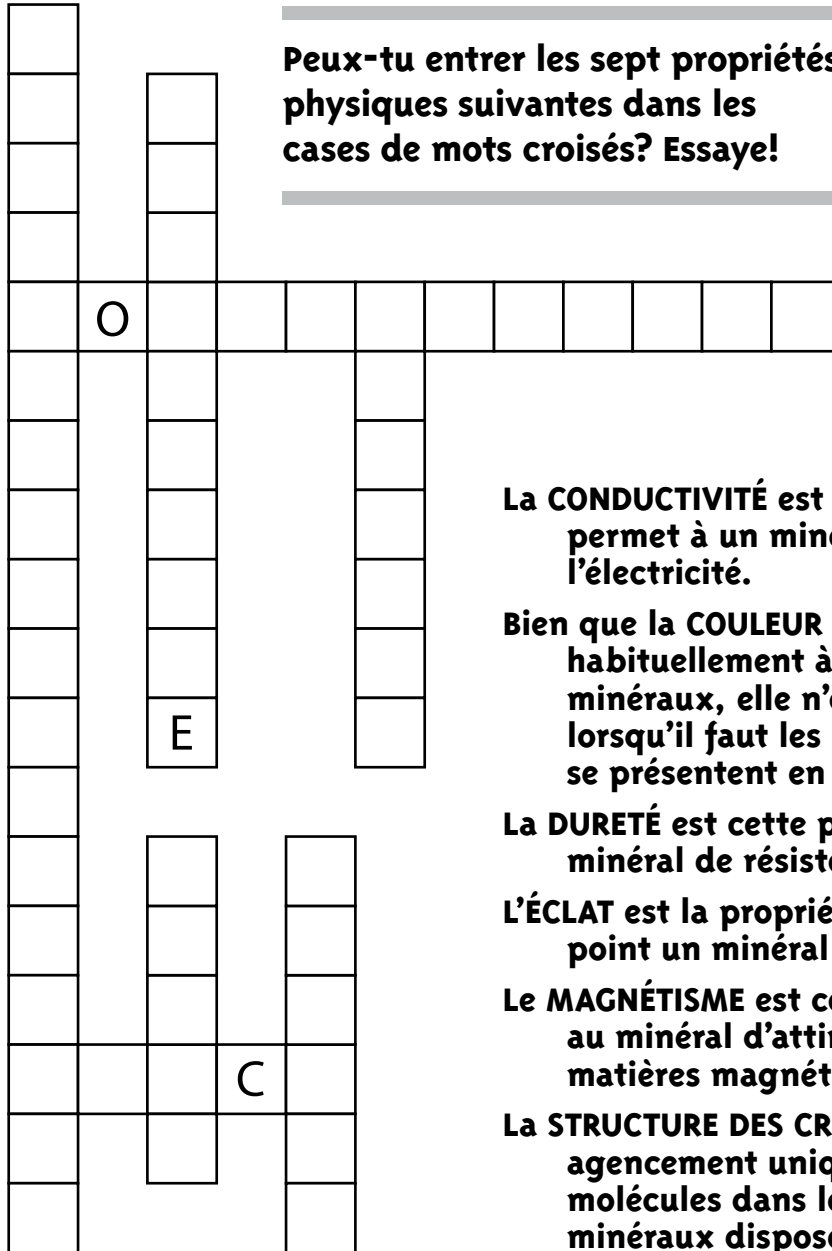 Peux-tu entrer les sept propriétés
physiques suivantes dans les
cases de mots croisés? Essaye!
O
E
C
La CONDUCTIVITÉ est
permet à un min
l'électricité.
Bien que la COULEUR
habituellement à
minéraux, elle n'
lorsqu'il faut les
se présentent en
La DURETÉ est cette p
minéral de résist
L'ÉCLAT est la proprié
point un minéral
Le MAGNÉTISME est c
au minéral d'atti
matières magnét
La STRUCTURE DES CR
agencement uniq
molécules dans l
minéraux dispos